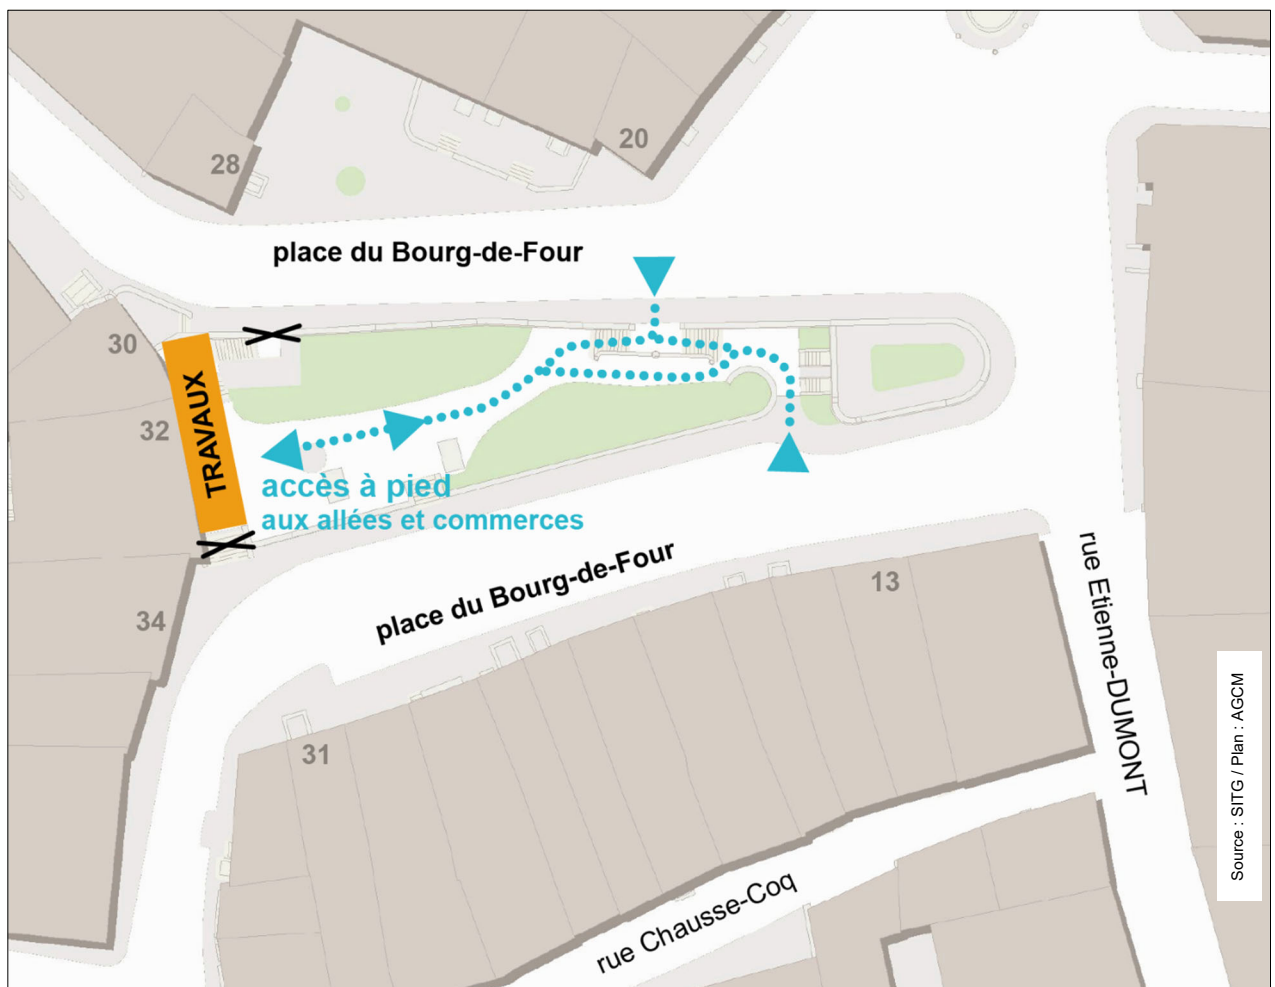 20
28
place du Bourg-de-Four
30
32
TRAVAUX
accès à pied
aux allées et commerces
place du Bourg-de-Four
13
34
31
rue Etienne-DUMONT
rue Chausse-Coq
Source : SITG / Plan : AGCM